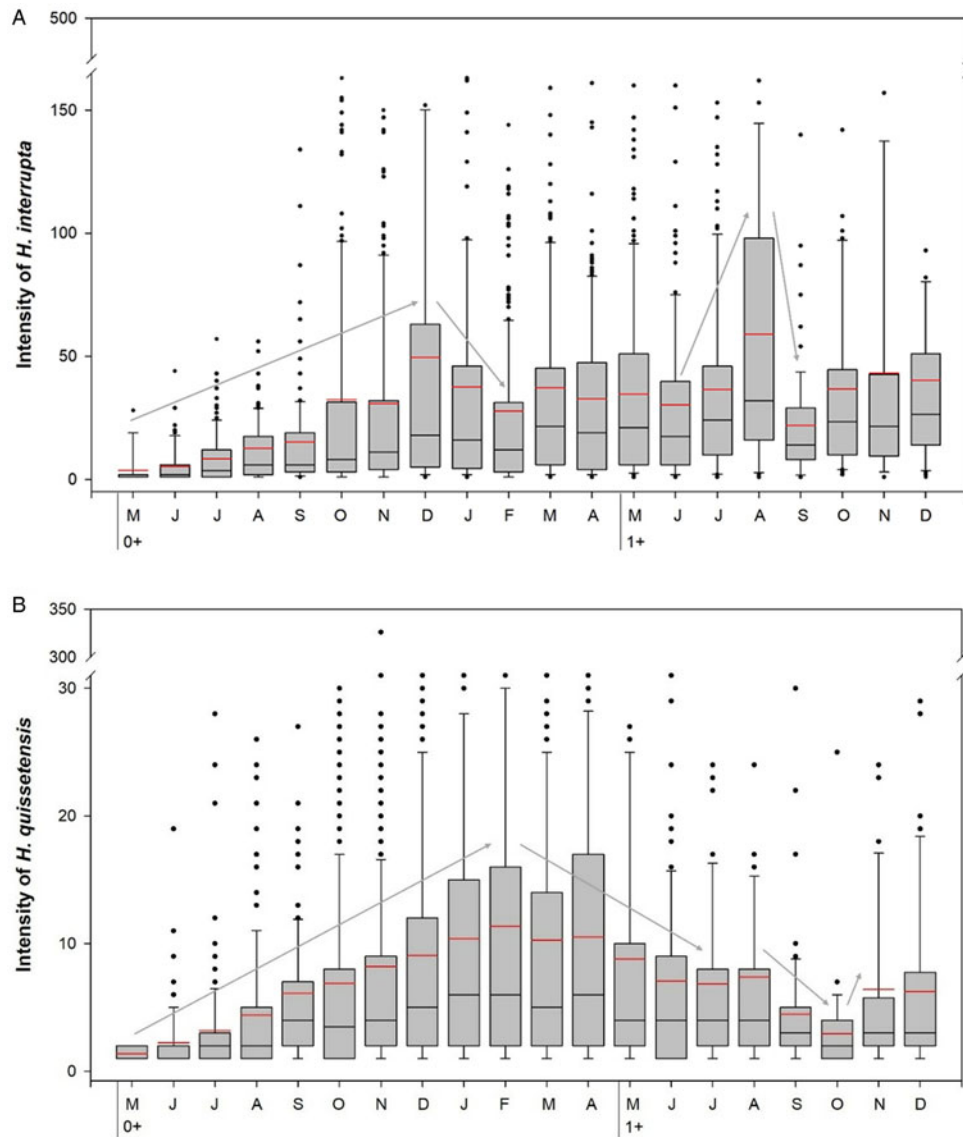 A
500
150
100
50
0
Intensity of H. interrupta
M J J A S O N D J F M A M J J A S O N D
0+ 1+
B
350
300
30
20
10
0
Intensity of H. quissetensis
M J J A S O N D J F M A M J J A S O N D
0+ 1+